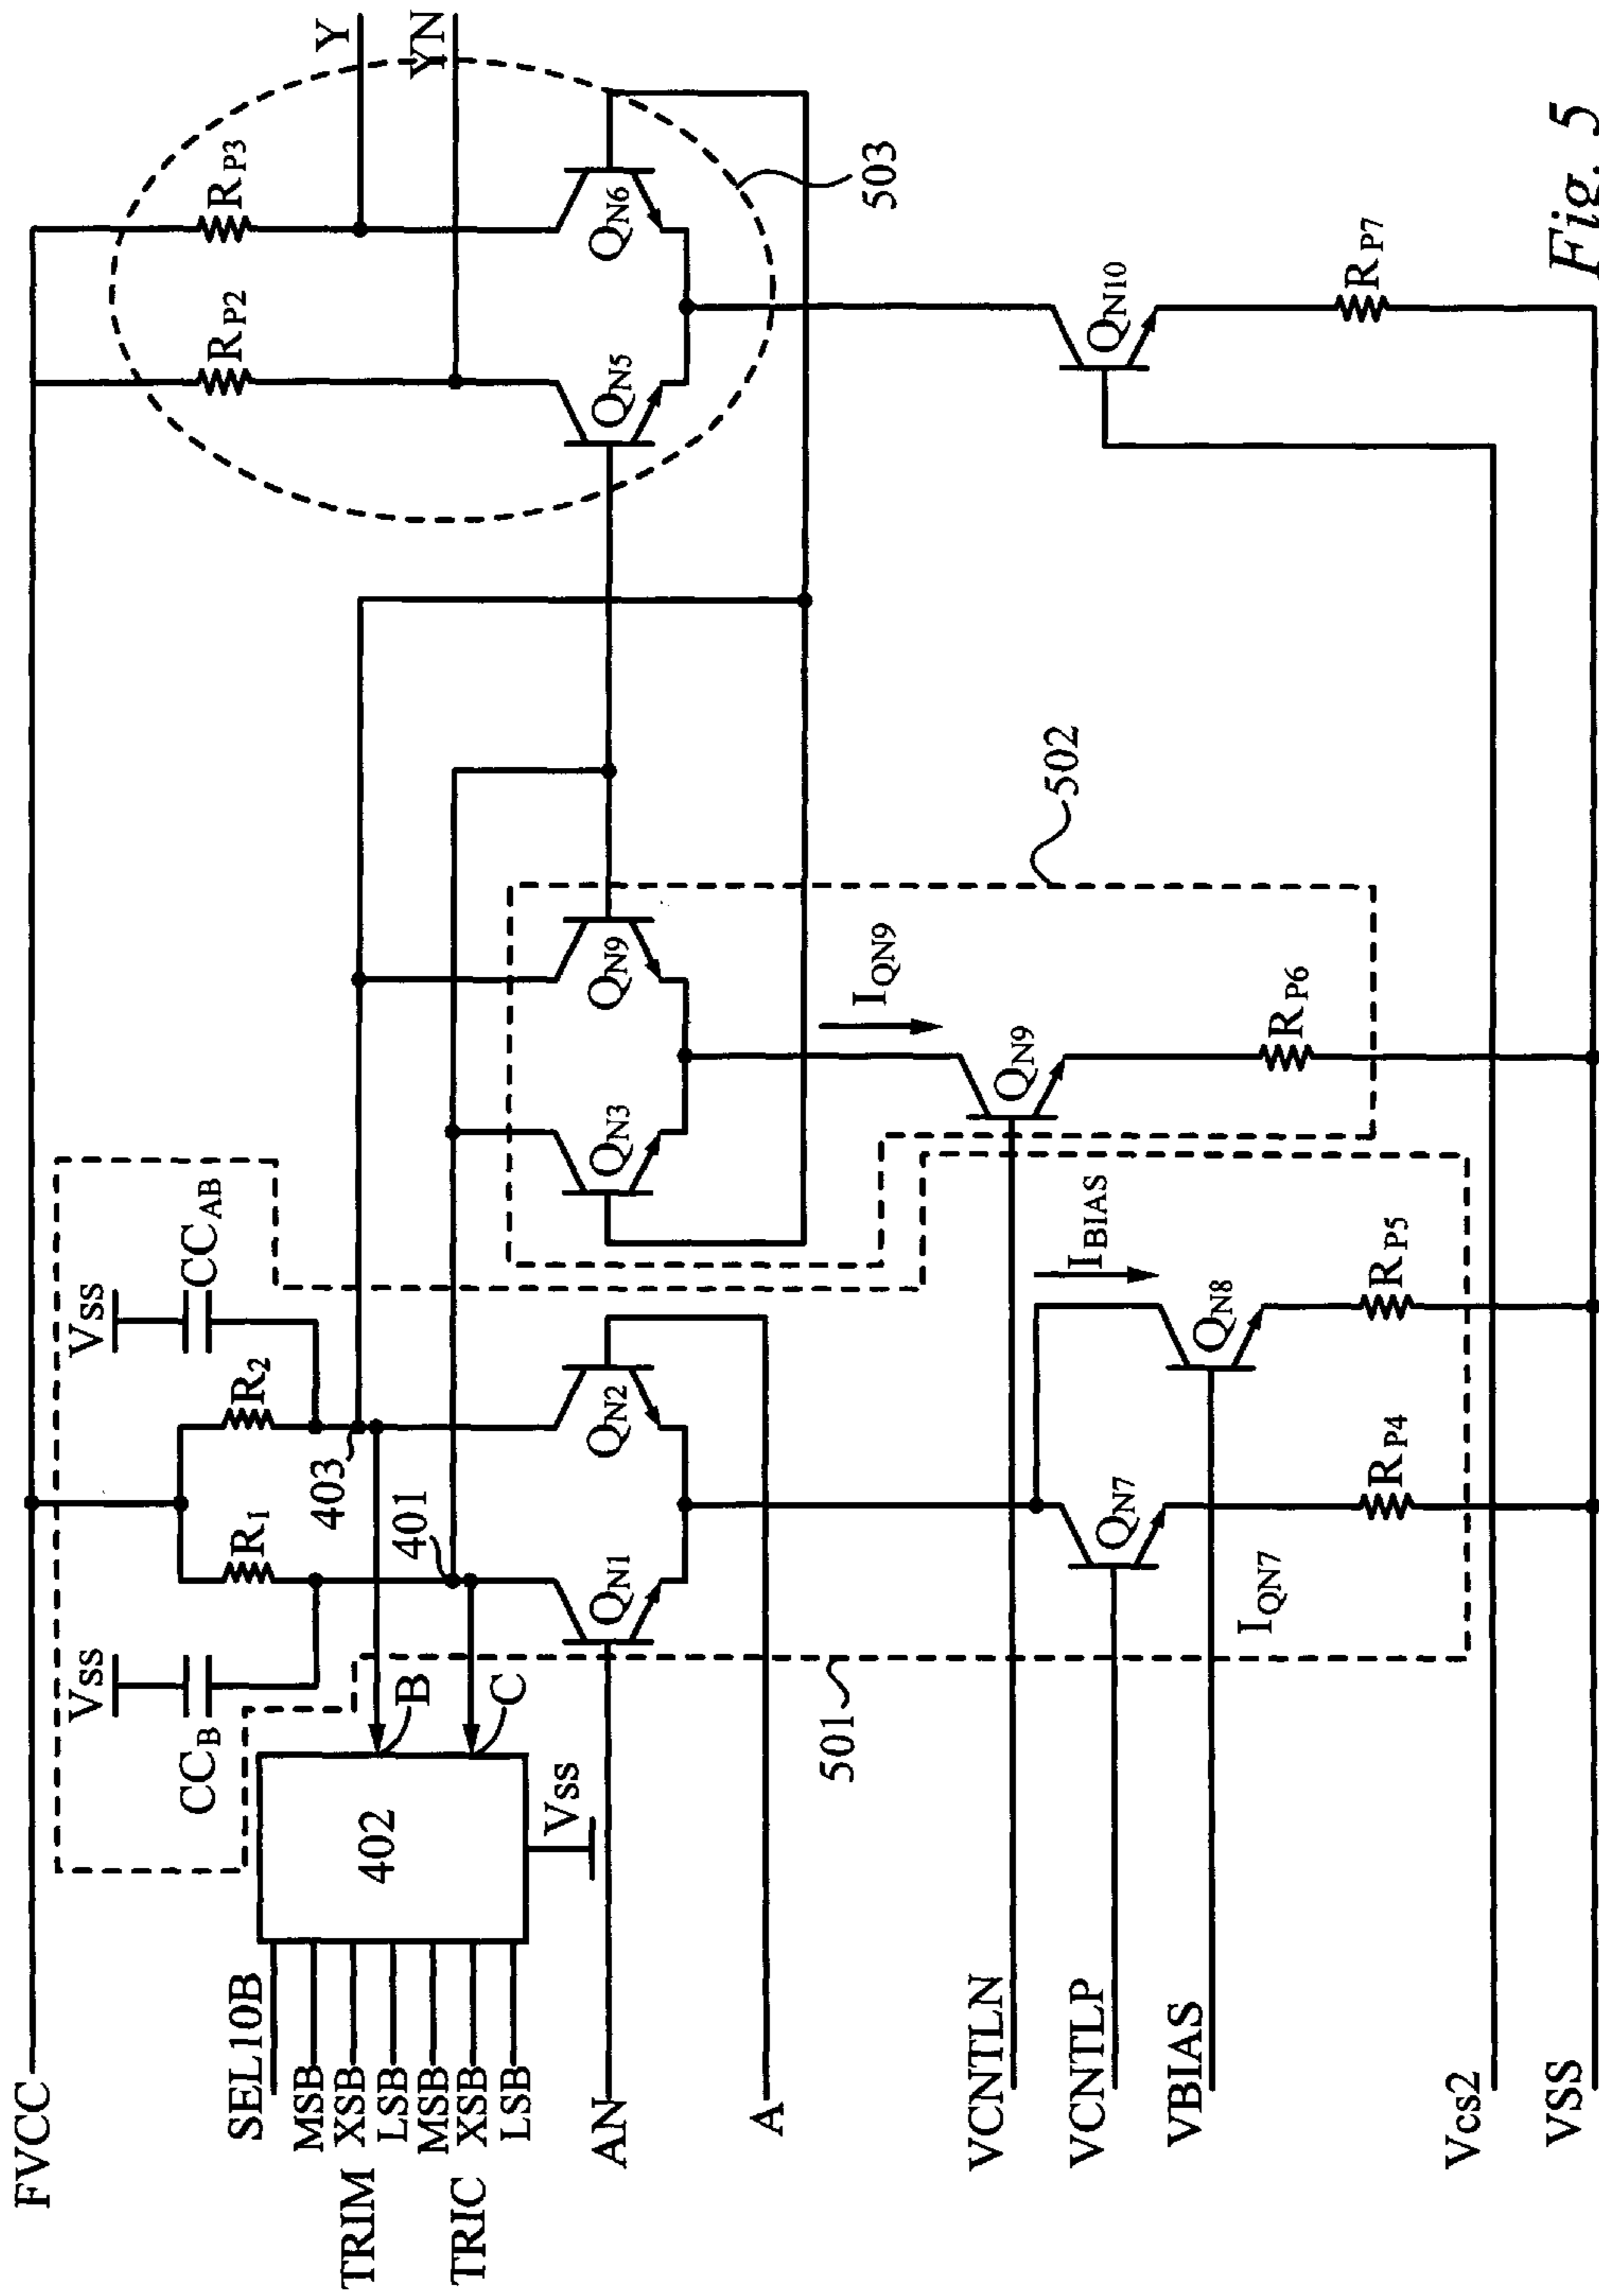 FVCC
SEL10B
MSB
XSB
LSB
MSB
XSB
LSB
TRIM
TRIC
AN
A
VCNTLN
VCNTLP
VBIAS
Vcs2
VSS
402
B
C
Vss
Vss
CCB
Vss
CCAB
R1
R2
403
401
QN1
QN2
501
QN7
QN8
IQN7
IBIAS
RP4
RP5
QN3
QN9
502
IQN9
QN9
RP6
RP2
RP3
Y
YN
QN5
QN6
503
QN10
RP7
Fig. 5